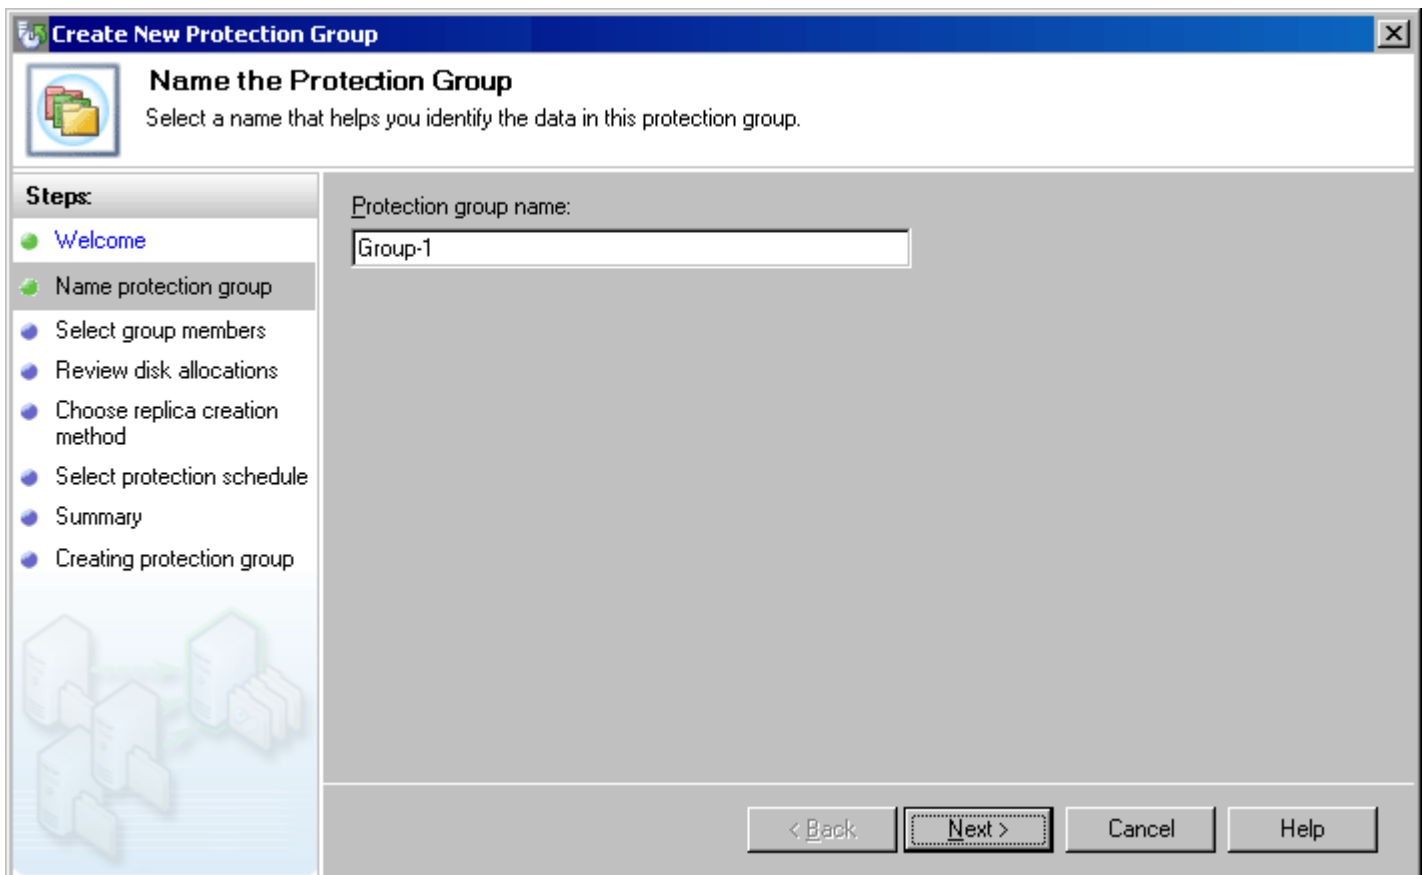 Create New Protection Group
Name the Protection Group
Select a name that helps you identify the data in this protection group.
Steps:
Welcome
Name protection group
Select group members
Review disk allocations
Choose replica creation
method
Select protection schedule
Summary
Creating protection group
Protection group name:
Group-1
< Back
Next >
Cancel
Help